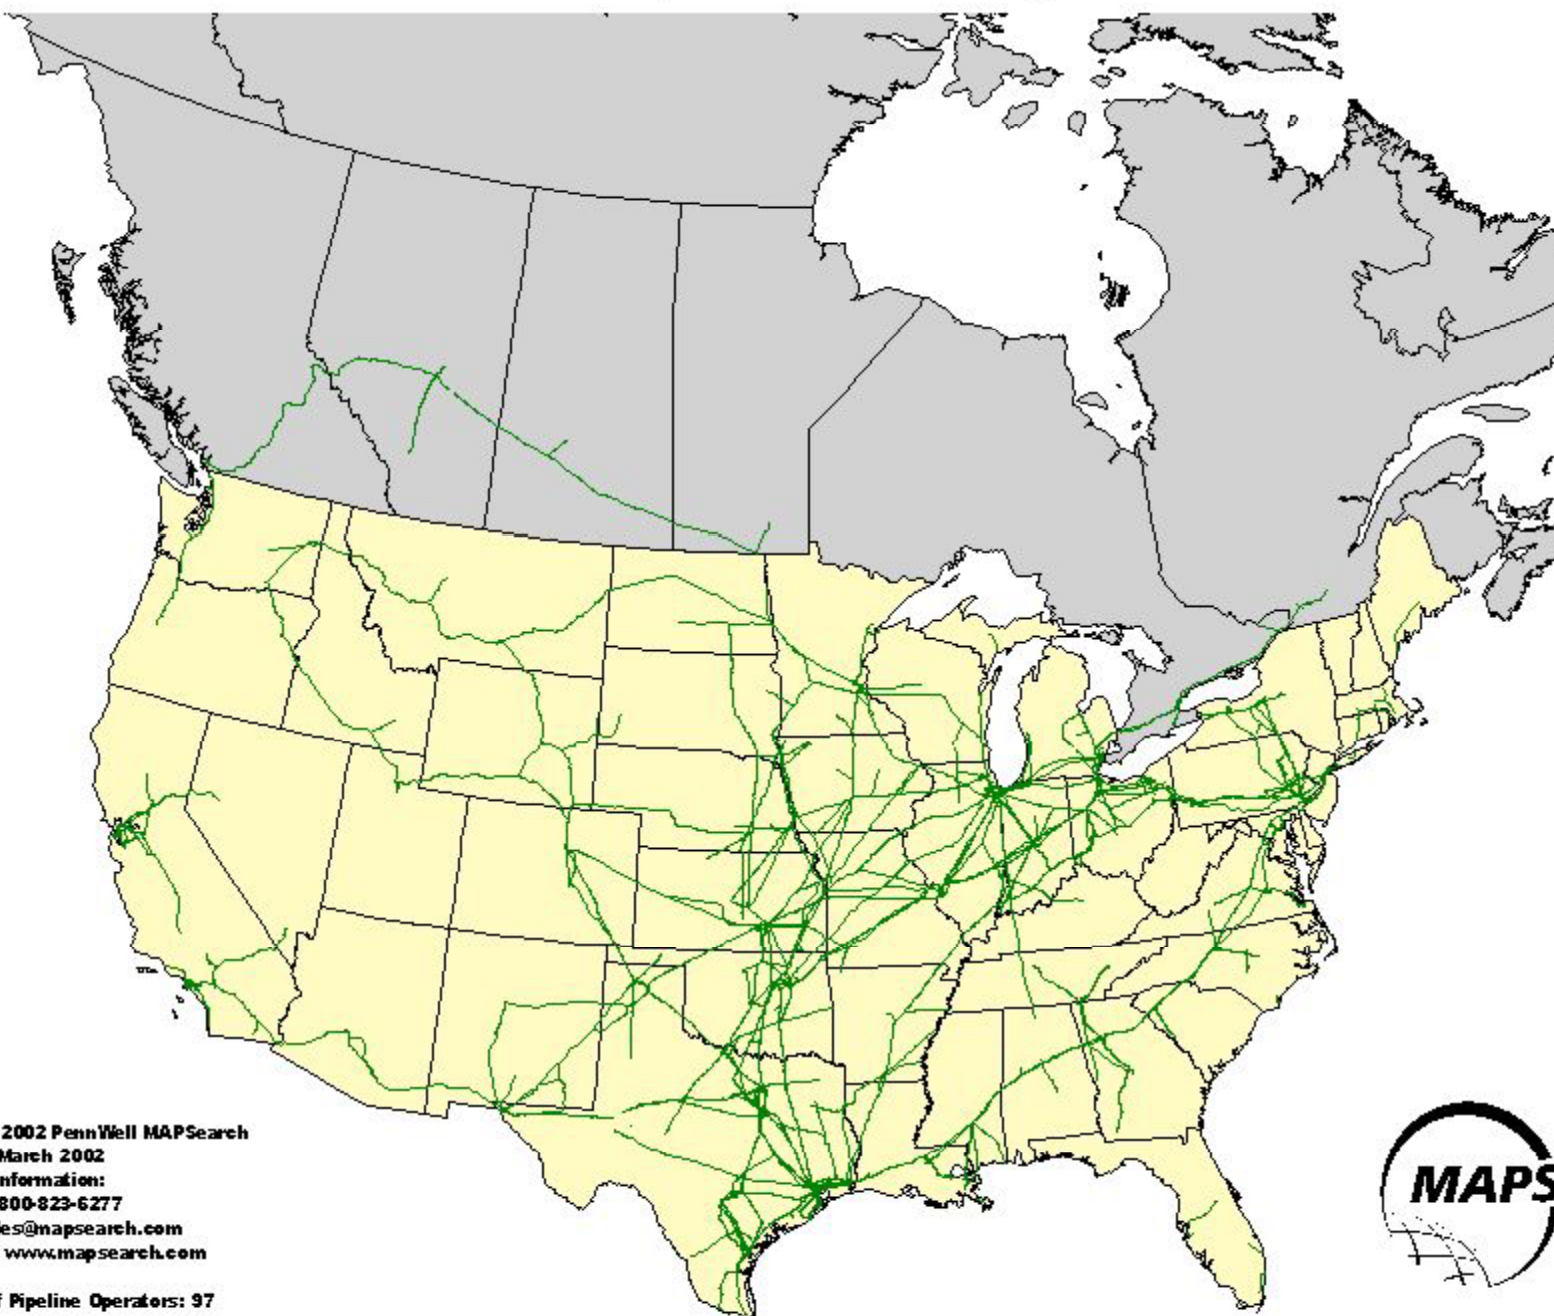 2002 PennWell MAPSearch
March 2002
nformation:
800-823-6277
es@mapsearch.com
www.mapsearch.com
f Pipeline Operators: 97
MAPS